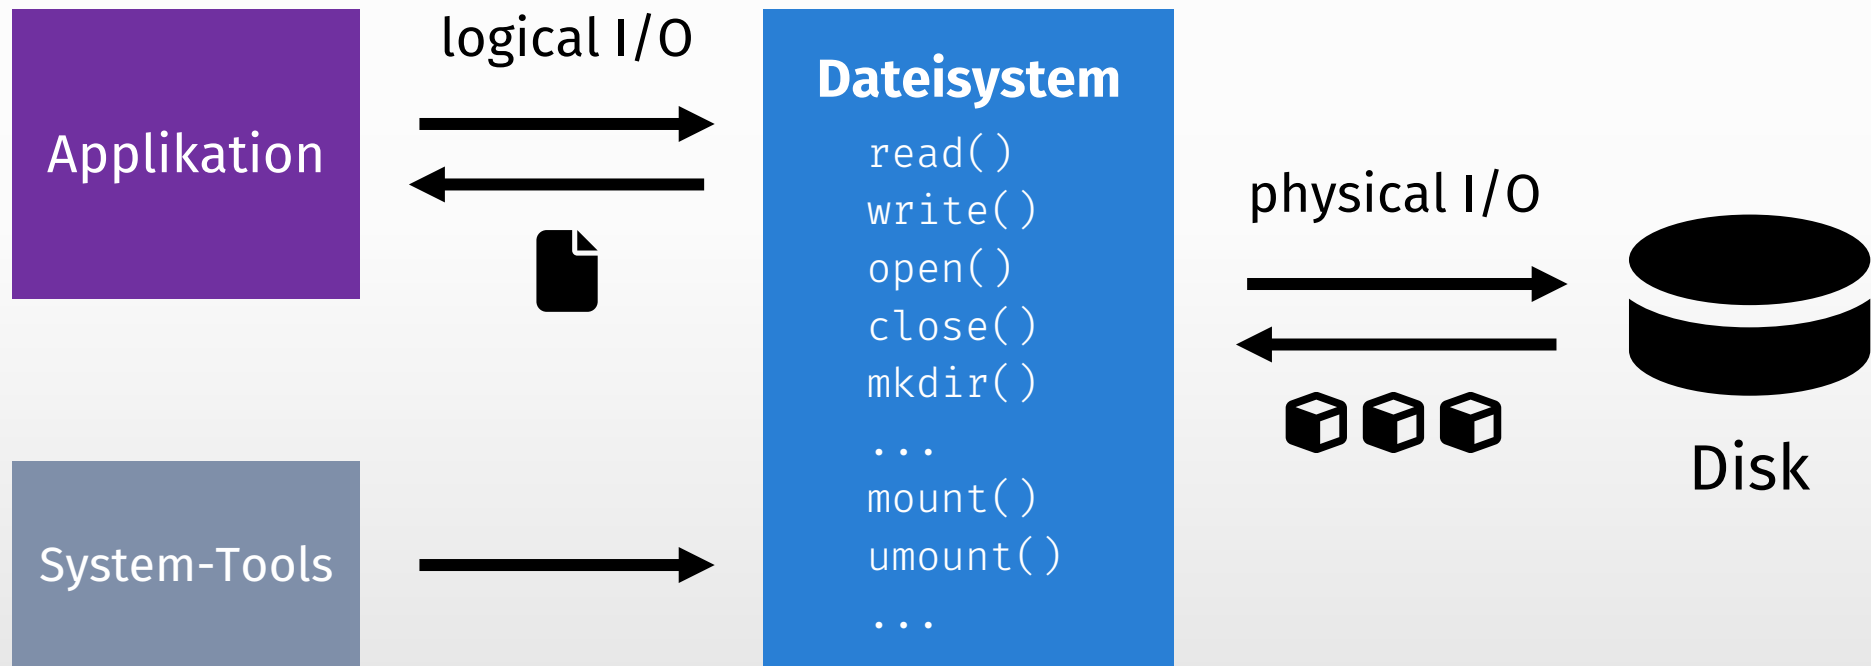 logical I/O
Applikation
Dateisystem
read()
write()
open()
close()
mkdir()
...
mount()
umount()
...
physical I/O
Disk
System-Tools